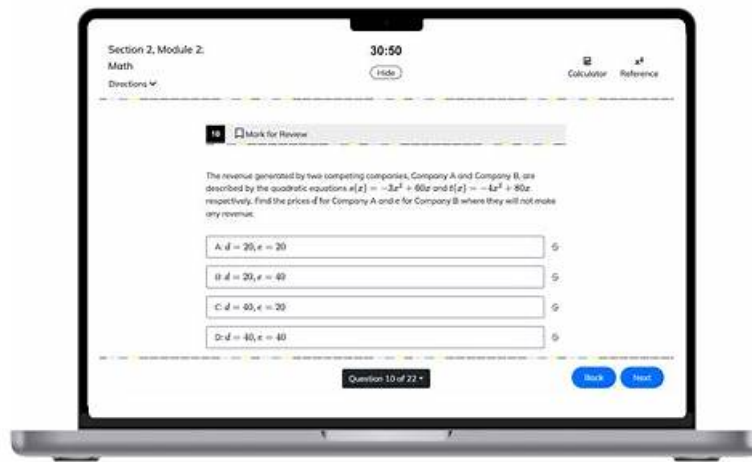 Section 2, Module 2:
Math
Directions
30:50
Hide
Calculator
x²
Reference
10
Mark for Review
The revenue generated by two competing companies, Company A and Company B, are
described by the quadratic equations s(x) = −3x² + 60x and t(x) = −4x² + 80x
respectively. Find the prices d for Company A and e for Company B where they will not make
any revenue.
A: d = 20, e = 20
B: d = 20, e = 40
C: d = 40, e = 20
D: d = 40, e = 40
Question 10 of 22
Back
Next